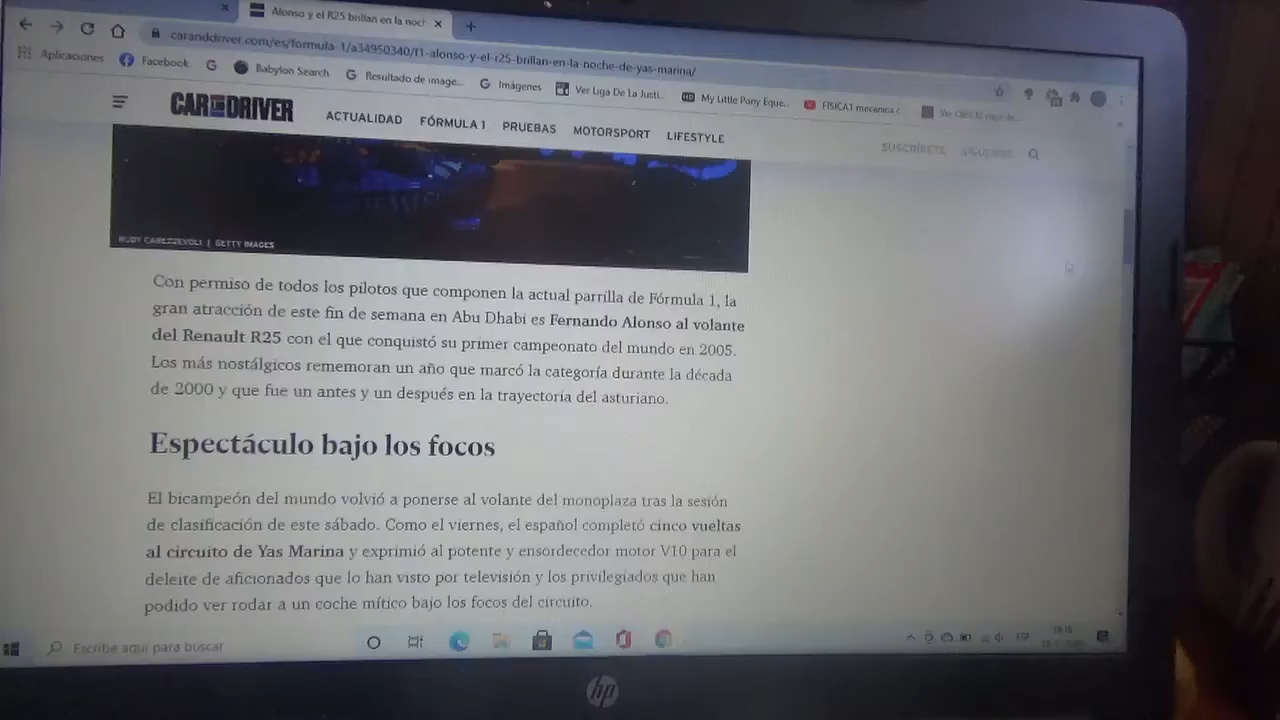 Alonso y el R25 brillan en la noch
caranddriver.com/es/formula-1/a34950340/f1-alonso-y-el-r25-brillan-en-la-noche-de-yas-marina/
Aplicaciones Facebook Babylon Search Resultado de image... Imágenes Ver Liga De La Justi... My Little Pony Eque... FISICA1 mecanica c
CAR AND DRIVER ACTUALIDAD FÓRMULA 1 PRUEBAS MOTORSPORT LIFESTYLE SUSCRÍBETE
GETTY IMAGES
Con permiso de todos los pilotos que componen la actual parrilla de Fórmula 1, la
gran atracción de este fin de semana en Abu Dhabi es Fernando Alonso al volante
del Renault R25 con el que conquistó su primer campeonato del mundo en 2005.
Los más nostálgicos rememoran un año que marcó la categoría durante la década
de 2000 y que fue un antes y un después en la trayectoria del asturiano.
Espectáculo bajo los focos
El bicampeón del mundo volvió a ponerse al volante del monoplaza tras la sesión
de clasificación de este sábado. Como el viernes, el español completó cinco vueltas
al circuito de Yas Marina y exprimió al potente y ensordecedor motor V10 para el
deleite de aficionados que lo han visto por televisión y los privilegiados que han
podido ver rodar a un coche mítico bajo los focos del circuito.
Escribe aquí para buscar
hp